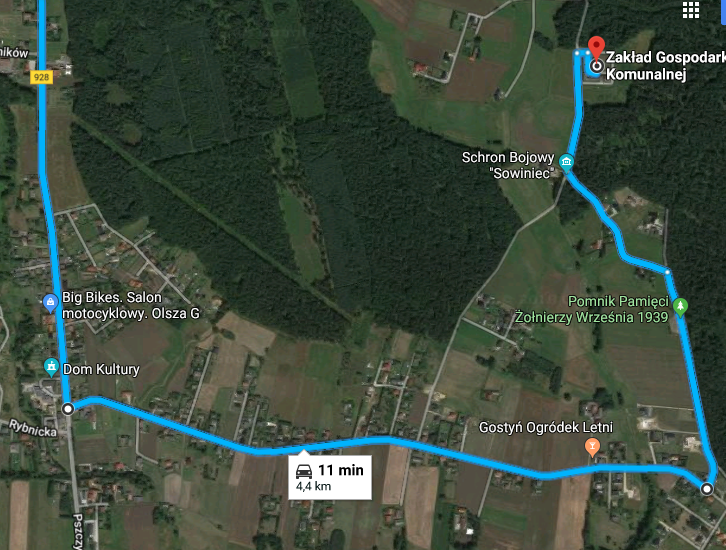 ników
928
Zakład Gospodark
Komunalnej
Schron Bojowy
"Sowiniec"
Big Bikes. Salon
motocyklowy. Olsza G
Pomnik Pamięci
Żołnierzy Września 1939
Dom Kultury
Rybnicka
Gostyń Ogródek Letni
11 min
4,4 km
Pszczy